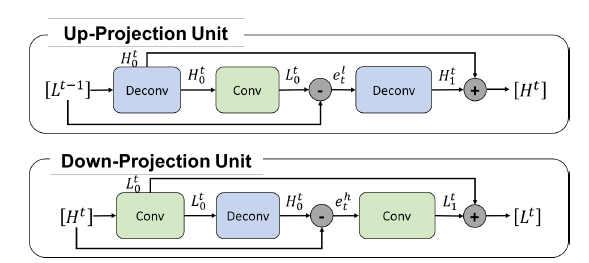 Up-Projection Unit
H_0^t
[L^{t-1}] Deconv H_0^t Conv L_0^t - e_t^l Deconv H_1^t + [H^t]
Down-Projection Unit
L_0^t
[H^t] Conv L_0^t Deconv H_0^t - e_t^h Conv L_1^t + [L^t]